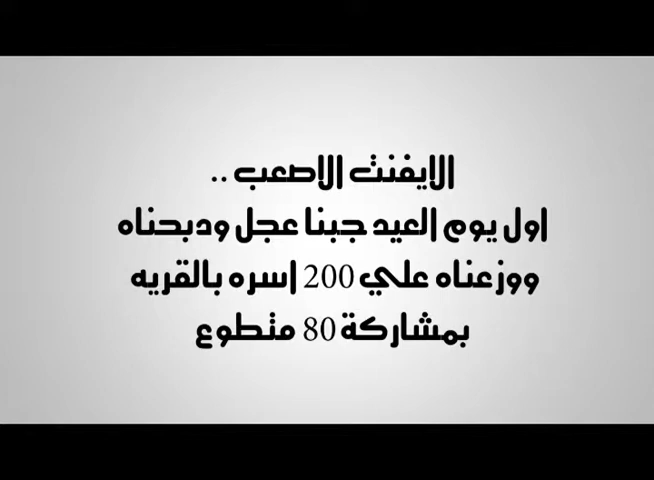 الايفنت الاصعب ..
اول يوم العيد جبنا عجل ودبحناه
ووزعناه علي 200 اسره بالقريه
بمشاركة 80 متطوع